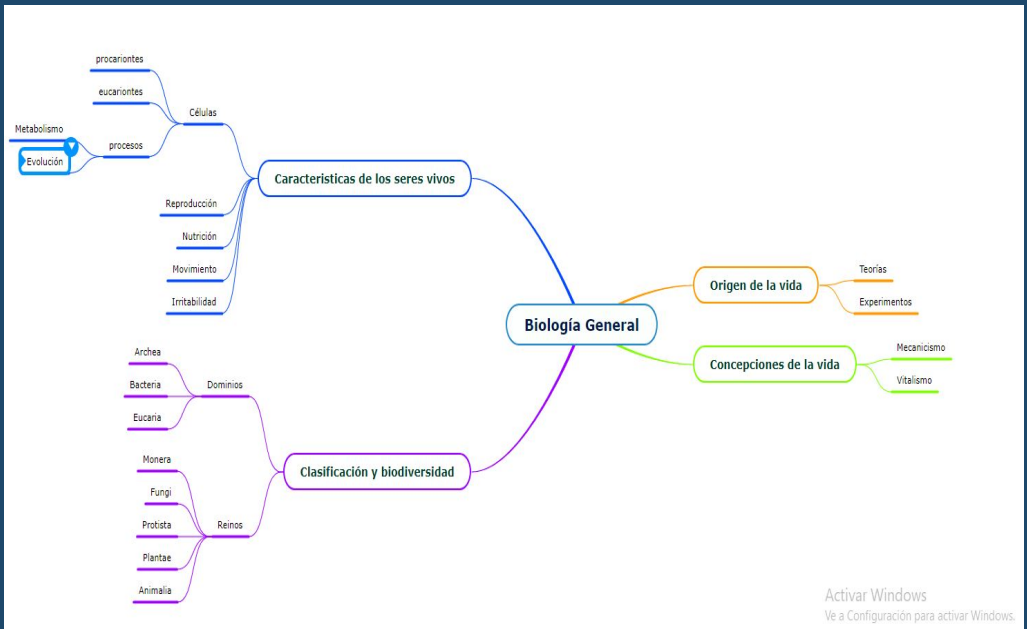 procariontes
eucariontes
Células
Metabolismo
procesos
Evolución
Caracteristicas de los seres vivos
Reproducción
Nutrición
Movimiento
Irritabilidad
Origen de la vida
Teorías
Experimentos
Biología General
Concepciones de la vida
Mecanicismo
Vitalismo
Archea
Bacteria
Dominios
Eucaria
Clasificación y biodiversidad
Monera
Fungi
Protista
Reinos
Plantae
Animalia
Activar Windows
Ve a Configuración para activar Windows.